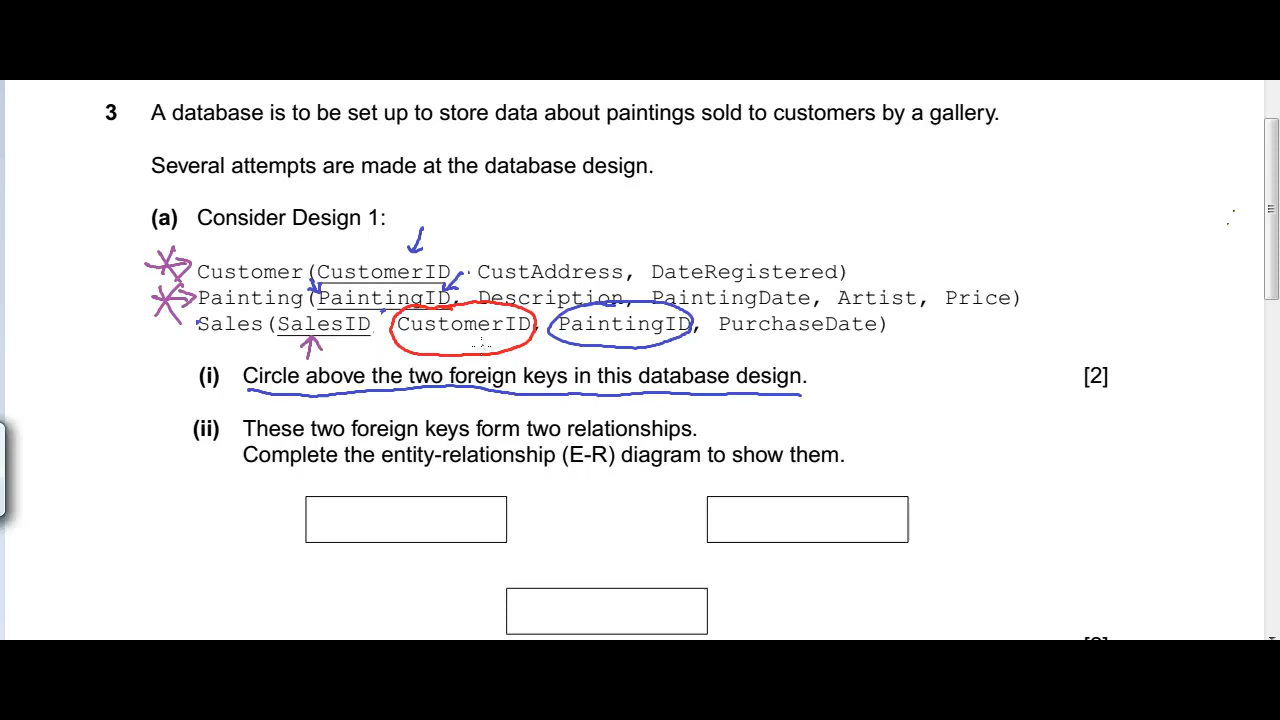 3 A database is to be set up to store data about paintings sold to customers by a gallery.
Several attempts are made at the database design.
(a) Consider Design 1:
Customer(CustomerID, CustAddress, DateRegistered)
Painting(PaintingID, Description, PaintingDate, Artist, Price)
Sales(SalesID, CustomerID, PaintingID, PurchaseDate)
(i) Circle above the two foreign keys in this database design. [2]
(ii) These two foreign keys form two relationships.
Complete the entity-relationship (E-R) diagram to show them.